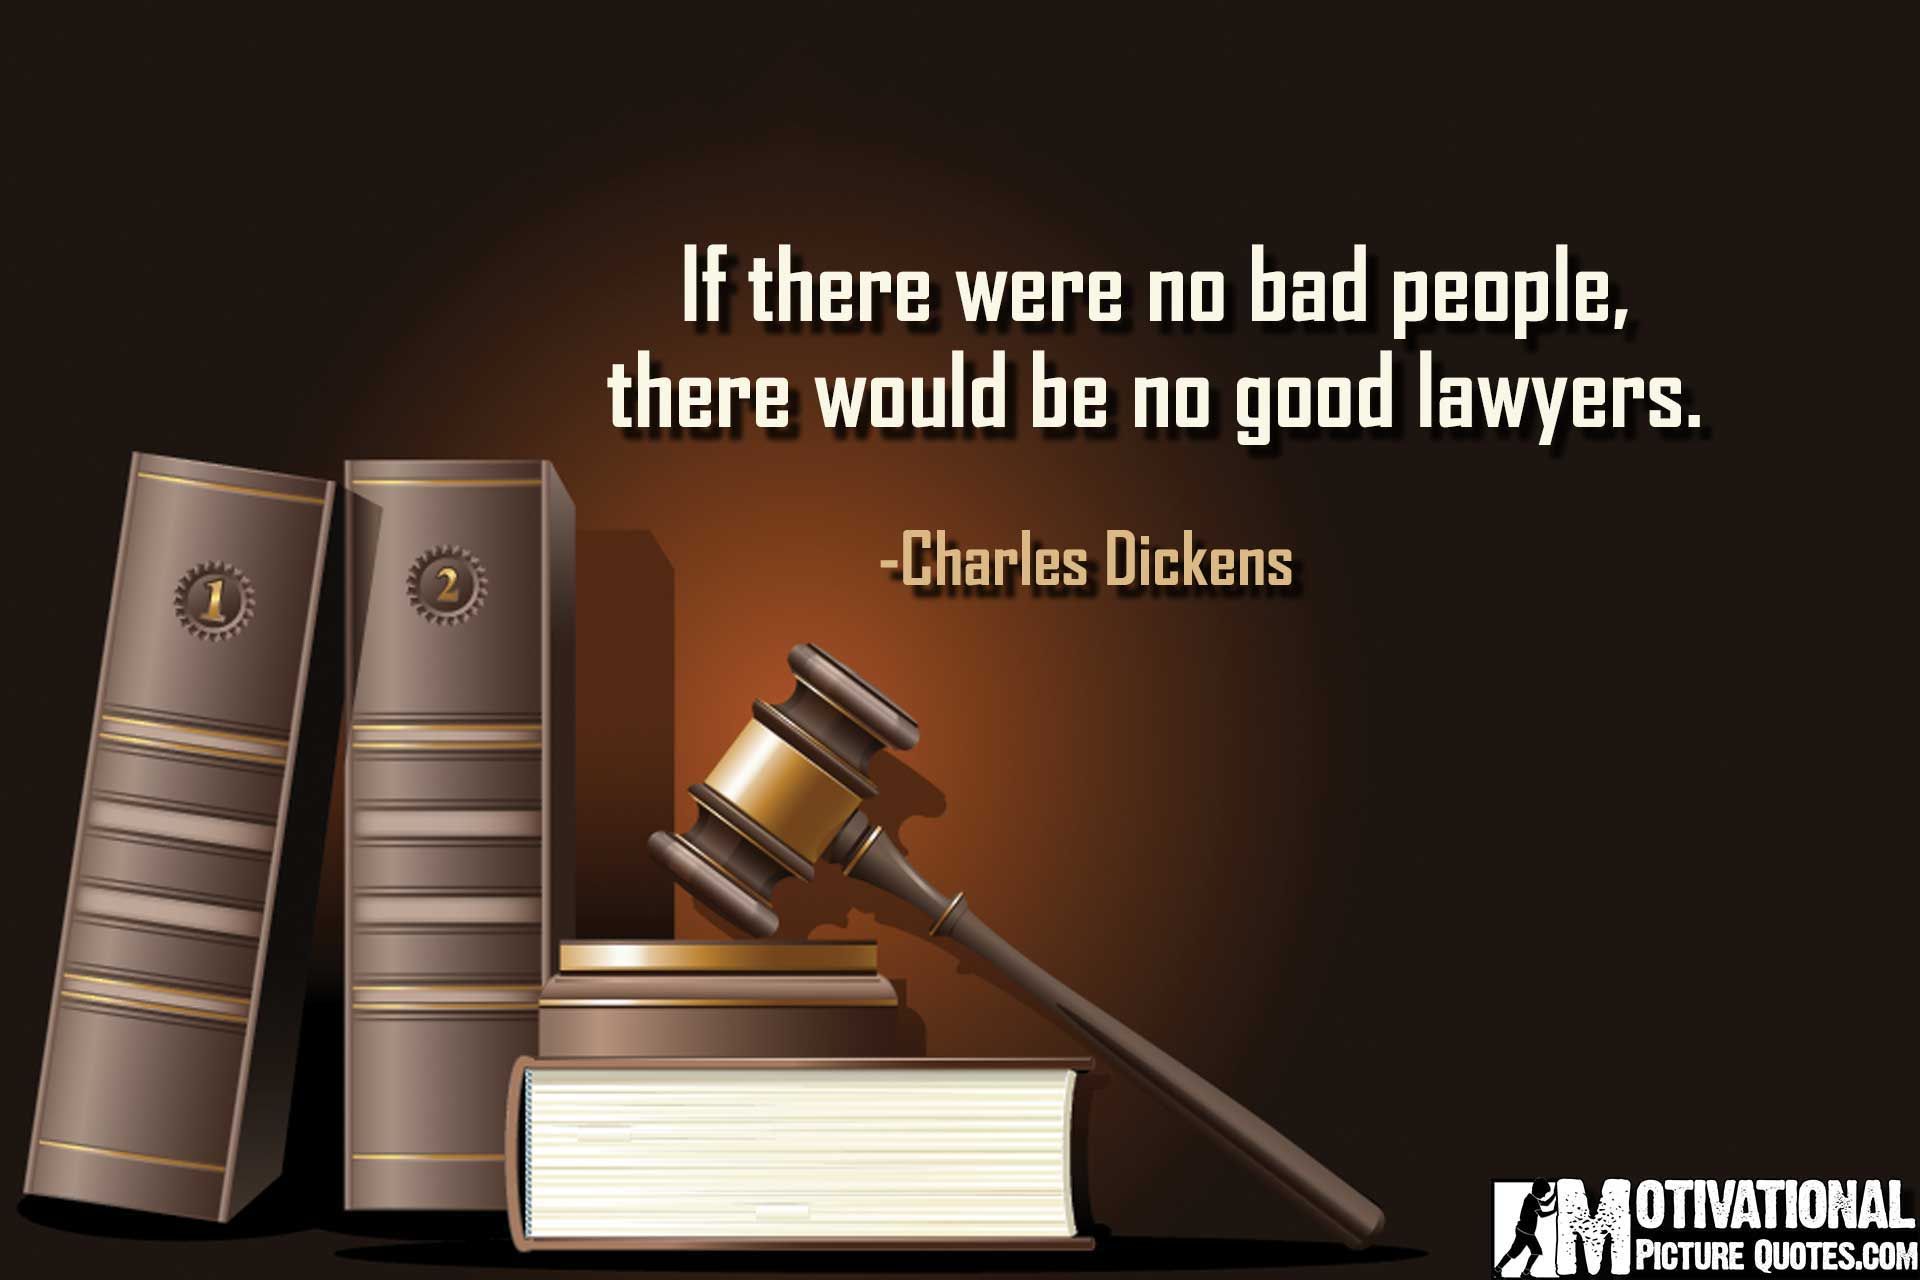 If there were no bad people,
there would be no good lawyers.
-Charles Dickens
1
2
MOTIVATIONAL
PICTURE QUOTES.COM